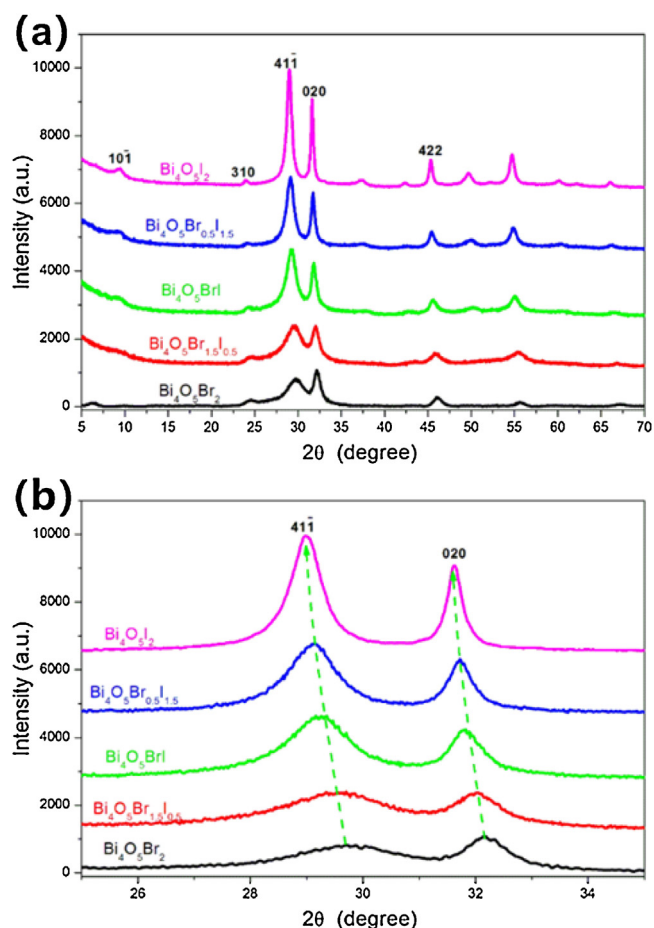 (a)
10000
8000
6000
4000
2000
0
Intensity (a.u.)
101̄
310
411̄
020
422
Bi₄O₅I₂
Bi₄O₅Br₀.₅I₁.₅
Bi₄O₅BrI
Bi₄O₅Br₁.₅I₀.₅
Bi₄O₅Br₂
5 10 15 20 25 30 35 40 45 50 55 60 65 70
2θ (degree)
(b)
10000
8000
6000
4000
2000
0
Intensity (a.u.)
411̄
020
Bi₄O₅I₂
Bi₄O₅Br₀.₅I₁.₅
Bi₄O₅BrI
Bi₄O₅Br₁.₅I₀.₅
Bi₄O₅Br₂
26 28 30 32 34
2θ (degree)